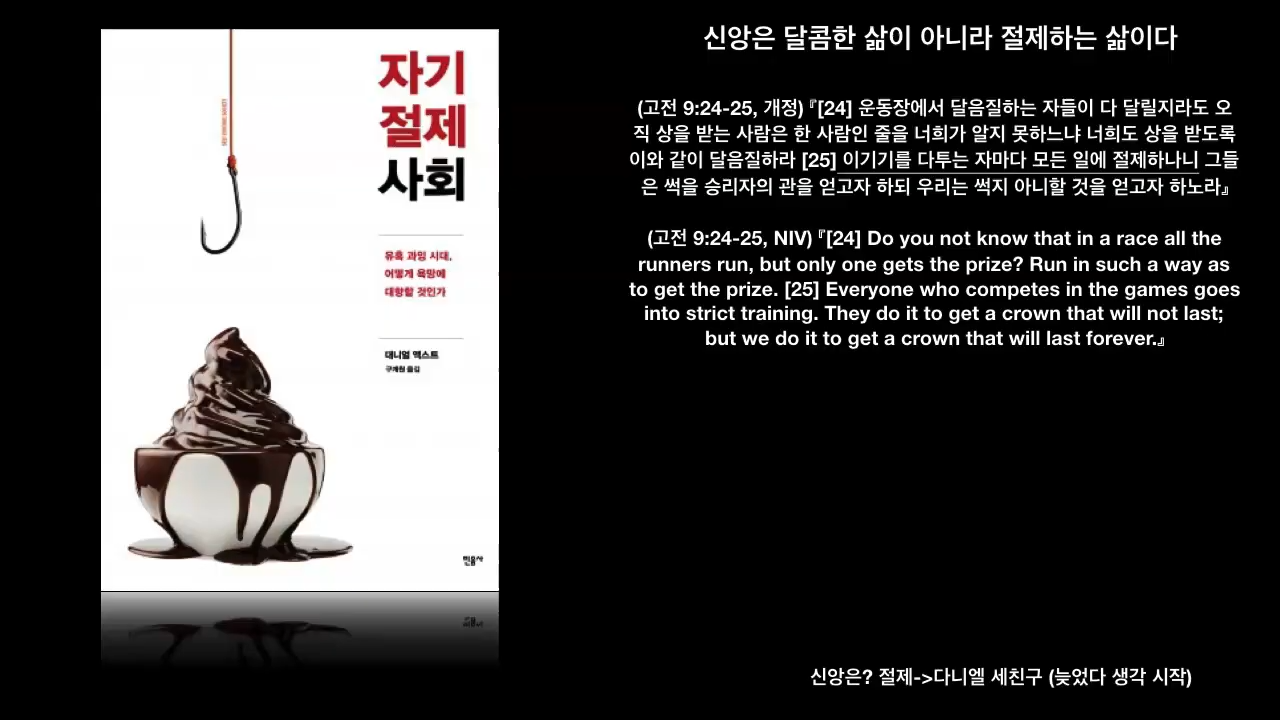 자기
절제
사회
유혹 과잉 시대,
어떻게 욕망에
대항할 것인가
대니얼 액스트
구계원 옮김
민음사
신앙은 달콤한 삶이 아니라 절제하는 삶이다
(고전 9:24-25, 개정)『[24] 운동장에서 달음질하는 자들이 다 달릴지라도 오
직 상을 받는 사람은 한 사람인 줄을 너희가 알지 못하느냐 너희도 상을 받도록
이와 같이 달음질하라 [25] 이기기를 다투는 자마다 모든 일에 절제하나니 그들
은 썩을 승리자의 관을 얻고자 하되 우리는 썩지 아니할 것을 얻고자 하노라』
(고전 9:24-25, NIV)『[24] Do you not know that in a race all the
runners run, but only one gets the prize? Run in such a way as
to get the prize. [25] Everyone who competes in the games goes
into strict training. They do it to get a crown that will not last;
but we do it to get a crown that will last forever.』
신앙은? 절제->다니엘 세친구 (늦었다 생각 시작)